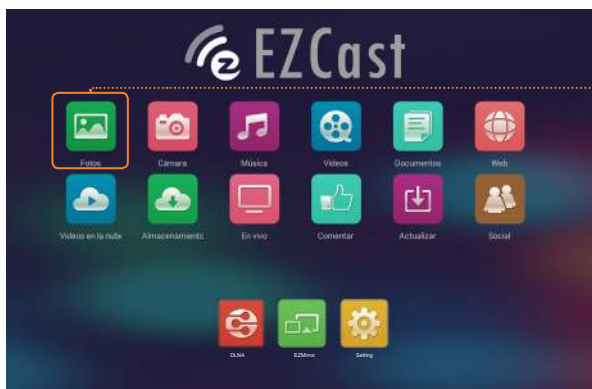 EZCast
Fotos Cámara Música Videos Documentos Web
Videos en la nube Almacenamiento En vivo Comentar Actualizar Social
DLNA EZMirror Setting